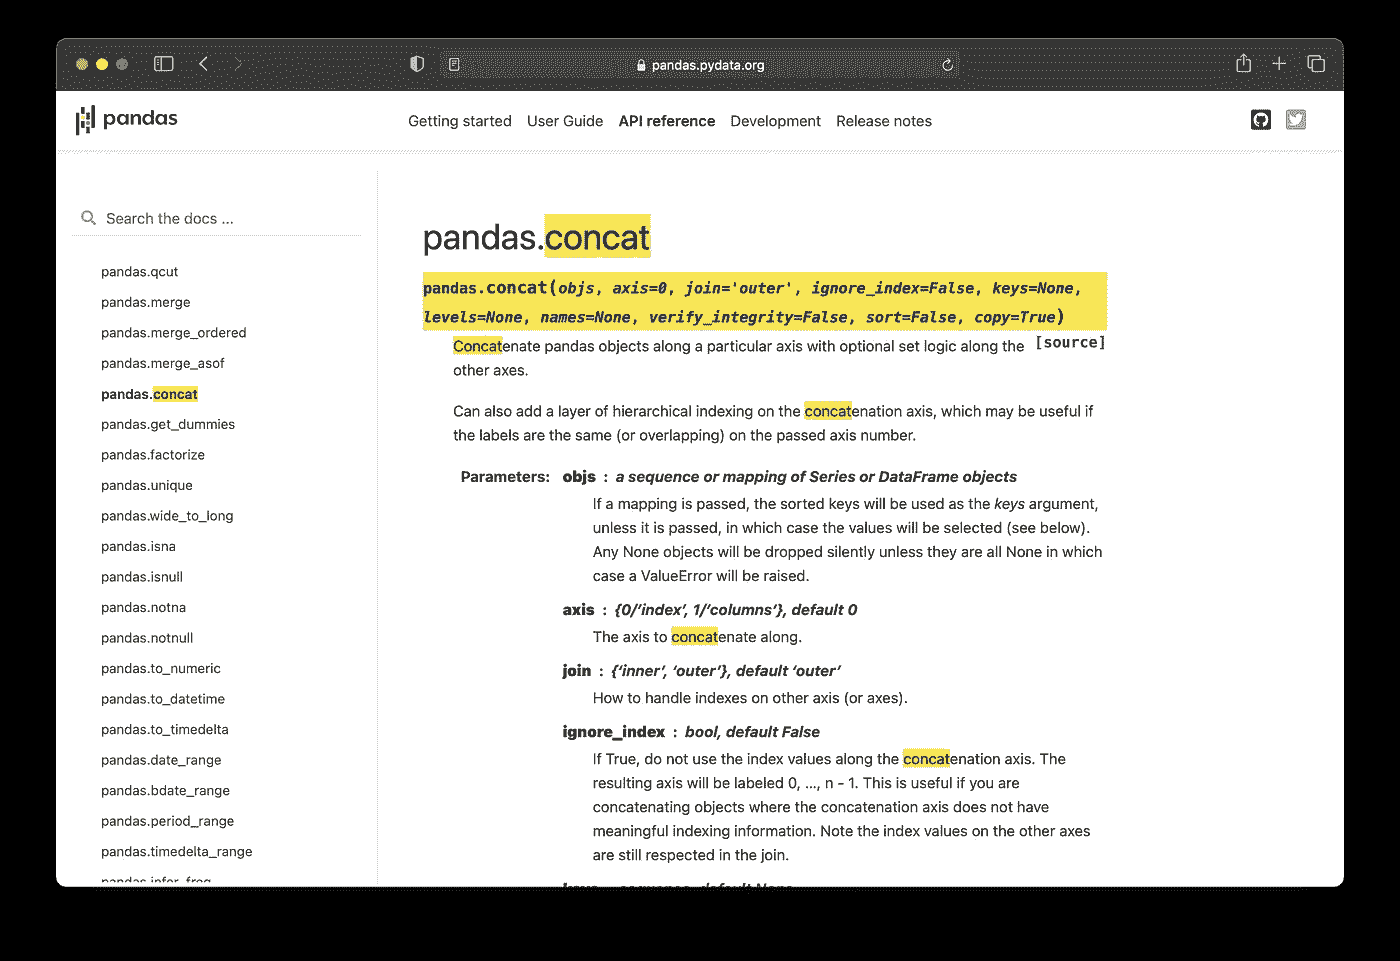 pandas.pydata.org
pandas
Getting started User Guide API reference Development Release notes
Search the docs ...
pandas.qcut
pandas.merge
pandas.merge_ordered
pandas.merge_asof
pandas.concat
pandas.get_dummies
pandas.factorize
pandas.unique
pandas.wide_to_long
pandas.isna
pandas.isnull
pandas.notna
pandas.notnull
pandas.to_numeric
pandas.to_datetime
pandas.to_timedelta
pandas.date_range
pandas.bdate_range
pandas.period_range
pandas.timedelta_range
pandas.infer_freq
pandas.concat
pandas.concat(objs, axis=0, join='outer', ignore_index=False, keys=None,
levels=None, names=None, verify_integrity=False, sort=False, copy=True)
Concatenate pandas objects along a particular axis with optional set logic along the [source]
other axes.
Can also add a layer of hierarchical indexing on the concatenation axis, which may be useful if
the labels are the same (or overlapping) on the passed axis number.
Parameters: objs : a sequence or mapping of Series or DataFrame objects
If a mapping is passed, the sorted keys will be used as the keys argument,
unless it is passed, in which case the values will be selected (see below).
Any None objects will be dropped silently unless they are all None in which
case a ValueError will be raised.
axis : {0/’index’, 1/’columns’}, default 0
The axis to concatenate along.
join : {‘inner’, ‘outer’}, default ‘outer’
How to handle indexes on other axis (or axes).
ignore_index : bool, default False
If True, do not use the index values along the concatenation axis. The
resulting axis will be labeled 0, …, n - 1. This is useful if you are
concatenating objects where the concatenation axis does not have
meaningful indexing information. Note the index values on the other axes
are still respected in the join.
keys : sequence, default None